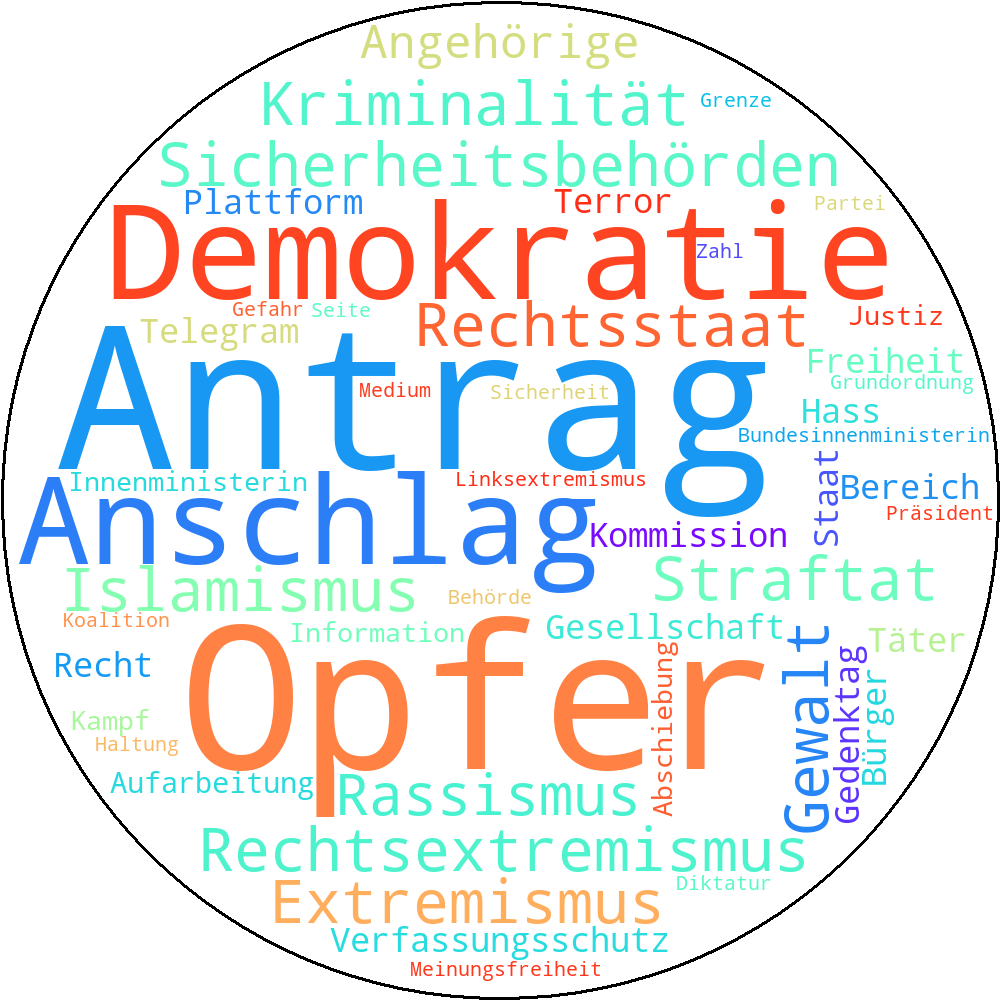 Angehörige
Kriminalität
Grenze
Sicherheitsbehörden
Plattform
Terror
Partei
Demokratie
Zahl
Gefahr
Seite
Telegram
Rechtsstaat
Justiz
Antrag
Freiheit
Grundordnung
Medium
Sicherheit
Hass
Bundesinnenministerin
Innenministerin
Linksextremismus
Staat
Bereich
Präsident
Anschlag
Kommission
Islamismus
Straftat
Behörde
Koalition
Information
Gesellschaft
Täter
Recht
Opfer
Abschiebung
Gewalt
Gedenktag
Bürger
Kampf
Haltung
Aufarbeitung
Rassismus
Rechtsextremismus
Extremismus
Diktatur
Verfassungsschutz
Meinungsfreiheit